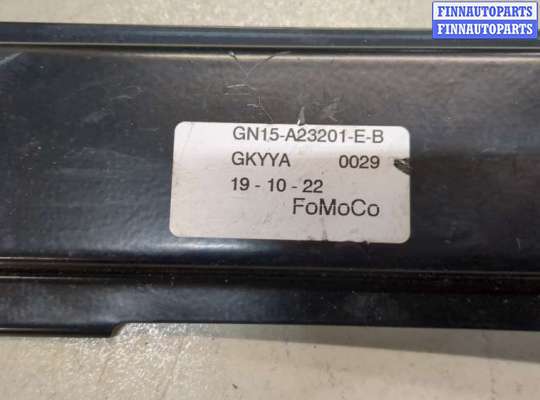 FINNAUTOPARTS
FINNAUTOPARTS
GN15-A23201-E-B
GKYYA 0029
19 - 10 - 22
FoMoCo